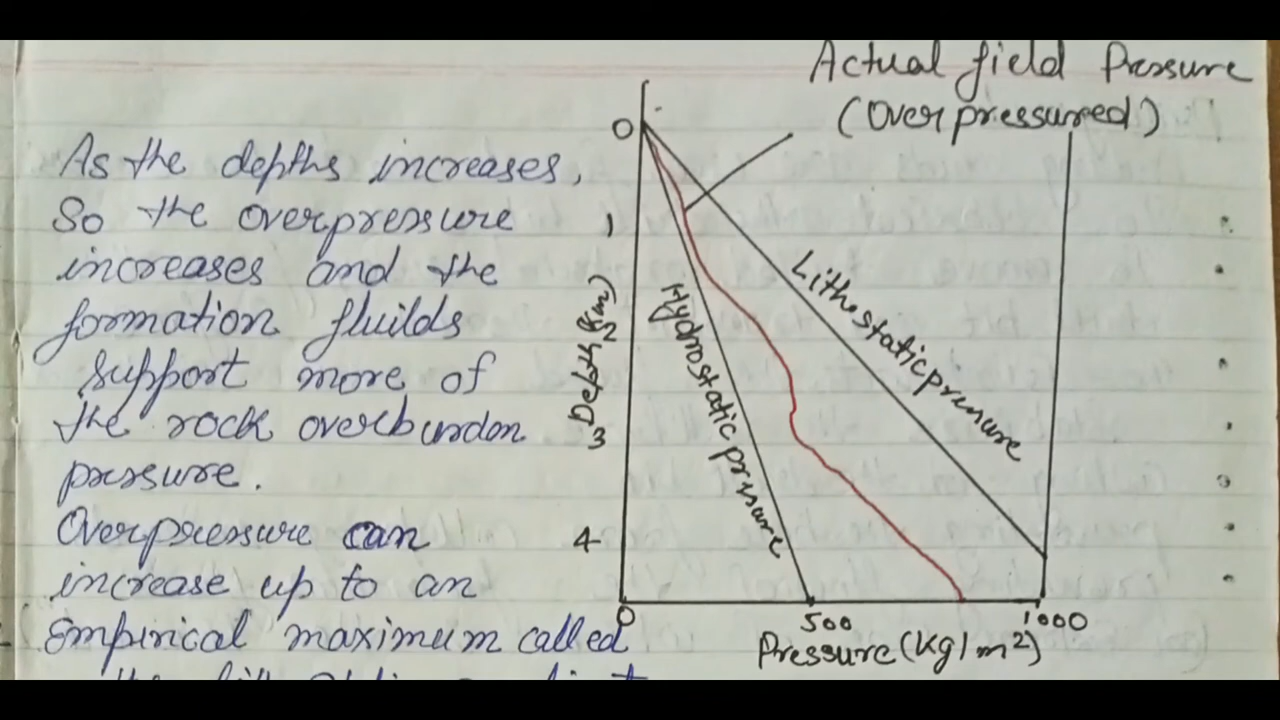 Actual field Pressure
(Overpressured)
As the depths increases,
So the overpressure
increases and the
formation fluilds
support more of
the rock overburdon
pressure.
Overpressure can
increase up to an
Empirical maximum called
0
1
2
3
4
Depth (km)
Hydrostatic pressure
Lithostatic pressure
0
500
1000
Pressure (Kg/m²)